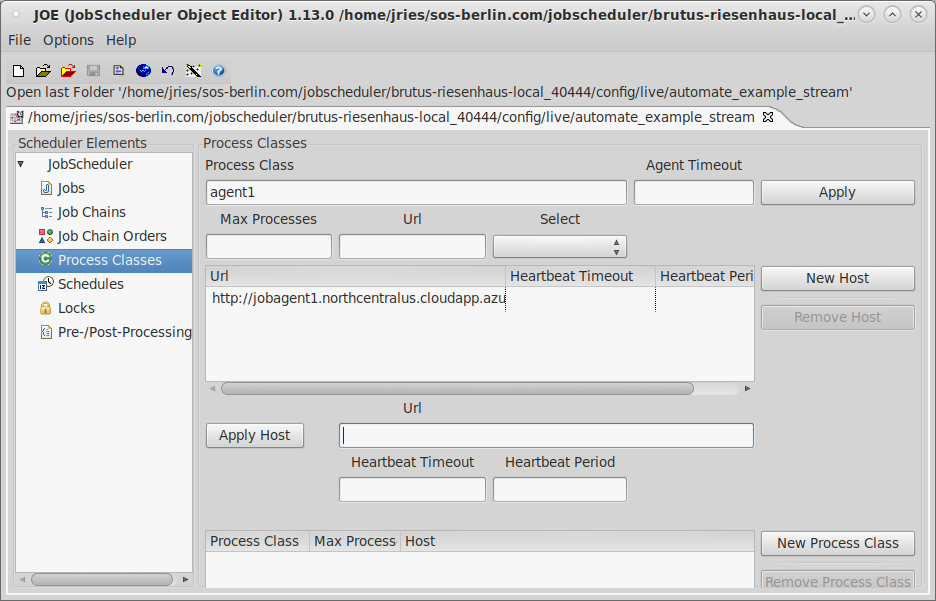 JOE (JobScheduler Object Editor) 1.13.0 /home/jries/sos-berlin.com/jobscheduler/brutus-riesenhaus-local_...
File Options Help
Open last Folder '/home/jries/sos-berlin.com/jobscheduler/brutus-riesenhaus-local_40444/config/live/automate_example_stream'
/home/jries/sos-berlin.com/jobscheduler/brutus-riesenhaus-local_40444/config/live/automate_example_stream
Scheduler Elements
JobScheduler
Jobs
Job Chains
Job Chain Orders
Process Classes
Schedules
Locks
Pre-/Post-Processing
Process Classes
Process Class Agent Timeout
agent1 Apply
Max Processes Url Select
Url Heartbeat Timeout Heartbeat Peri New Host
http://jobagent1.northcentralus.cloudapp.azu
Remove Host
Url
Apply Host
Heartbeat Timeout Heartbeat Period
Process Class Max Process Host New Process Class
Remove Process Class